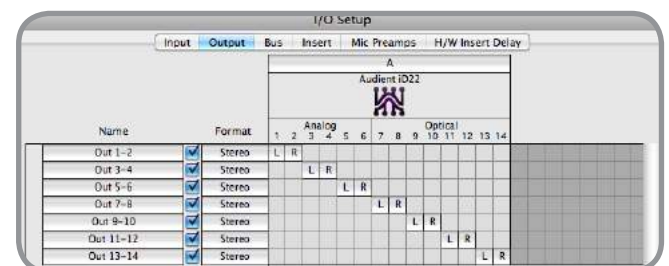 I/O Setup
Input Output Bus Insert Mic Preamps H/W Insert Delay
A
Audient iD22
Analog Optical
Name Format 1 2 3 4 5 6 7 8 9 10 11 12 13 14
Out 1-2 Stereo L R
Out 3-4 Stereo L R
Out 5-6 Stereo L R
Out 7-8 Stereo L R
Out 9-10 Stereo L R
Out 11-12 Stereo L R
Out 13-14 Stereo L R